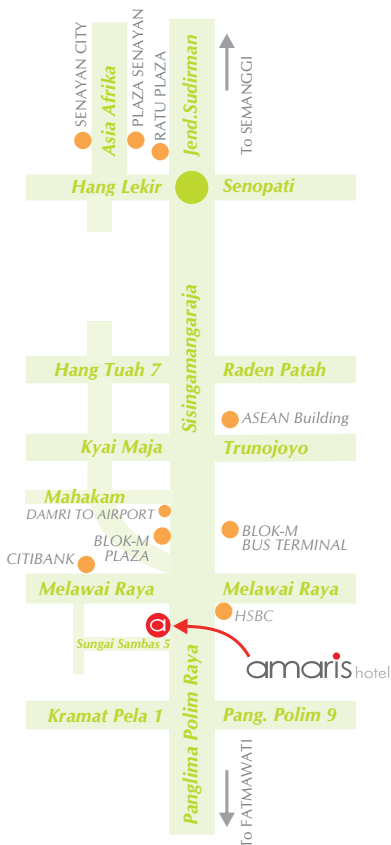 SENAYAN CITY
Asia Afrika
PLAZA SENAYAN
RATU PLAZA
Jend.Sudirman
To SEMANGGI
Hang Lekir
Senopati
Sisingamangaraja
Hang Tuah 7
Raden Patah
ASEAN Building
Kyai Maja
Trunojoyo
Mahakam
DAMRI TO AIRPORT
BLOK-M
PLAZA
BLOK-M
BUS TERMINAL
CITIBANK
Melawai Raya
Melawai Raya
HSBC
a
Sungai Sambas 5
amaris hotel
Panglima Polim Raya
Kramat Pela 1
Pang. Polim 9
To FATMAWATI